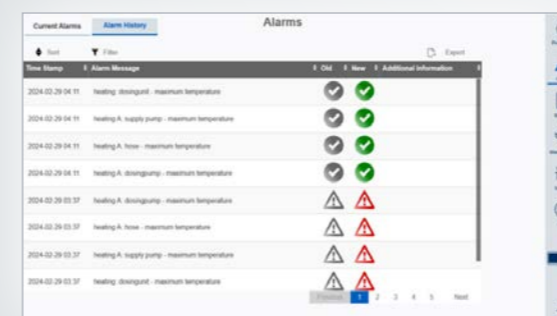 Alarms
Current Alarms Alarm History
Sort Filter Export
Time Stamp Alarm Message Old New Additional Information
2024-02-29 04:11 heating: dosingunit - maximum temperature
2024-02-29 04:11 heating A: supply pump - maximum temperature
2024-02-29 04:11 heating A: hose - maximum temperature
2024-02-29 04:11 heating A: dosingpump - maximum temperature
2024-02-29 03:37 heating A: dosingpump - maximum temperature
2024-02-29 03:37 heating A: hose - maximum temperature
2024-02-29 03:37 heating A: supply pump - maximum temperature
2024-02-29 03:37 heating: dosingunit - maximum temperature
Previous 1 2 3 4 5 Next